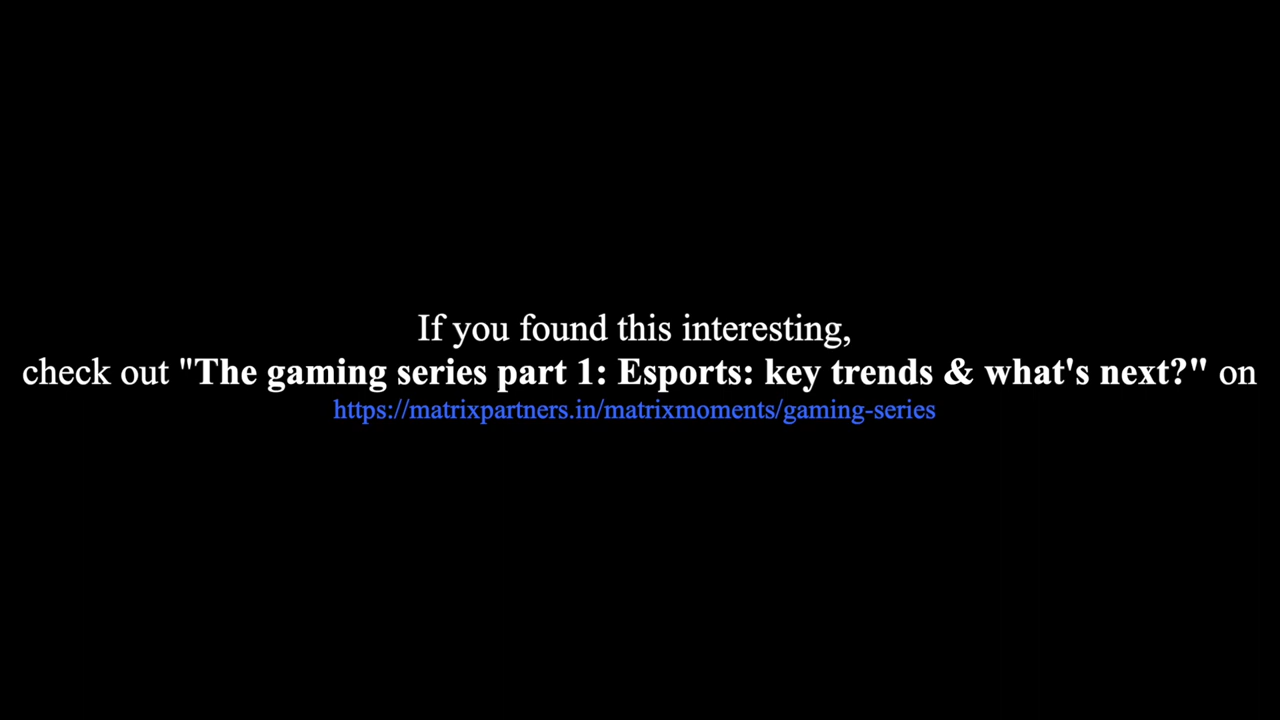 If you found this interesting,
check out "The gaming series part 1: Esports: key trends & what's next?" on
https://matrixpartners.in/matrixmoments/gaming-series